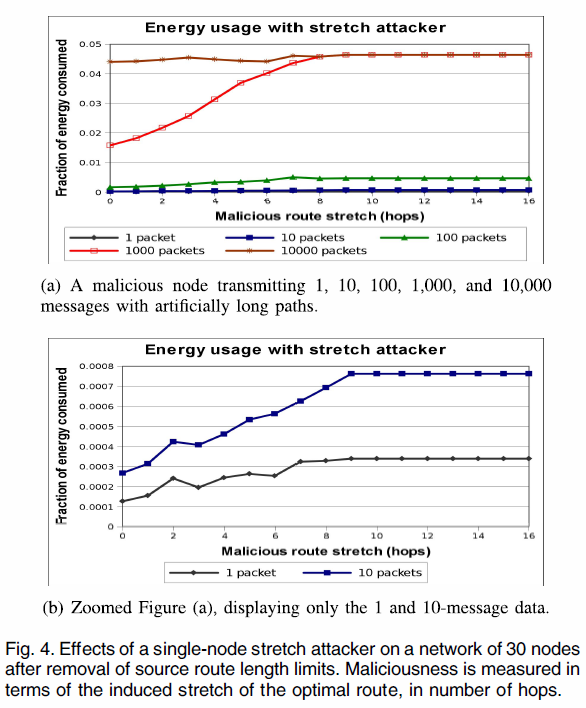 Energy usage with stretch attacker
Fraction of energy consumed
0.05
0.04
0.03
0.02
0.01
0
0 2 4 6 8 10 12 14 16
Malicious route stretch (hops)
1 packet 10 packets 100 packets
1000 packets 10000 packets
(a) A malicious node transmitting 1, 10, 100, 1,000, and 10,000
messages with artificially long paths.
Energy usage with stretch attacker
Fraction of energy consumed
0.0008
0.0007
0.0006
0.0005
0.0004
0.0003
0.0002
0.0001
0
0 2 4 6 8 10 12 14 16
Malicious route stretch (hops)
1 packet 10 packets
(b) Zoomed Figure (a), displaying only the 1 and 10-message data.
Fig. 4. Effects of a single-node stretch attacker on a network of 30 nodes
after removal of source route length limits. Maliciousness is measured in
terms of the induced stretch of the optimal route, in number of hops.